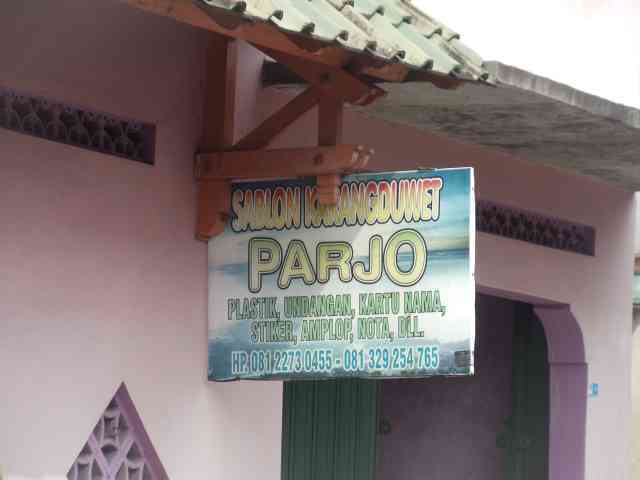 SABLON KARANGDUWET
PARJO
PLASTIK, UNDANGAN, KARTU NAMA,
STIKER, AMPLOP, NOTA, DLL.
HP. 081 2273 0455 - 081 329 254 765